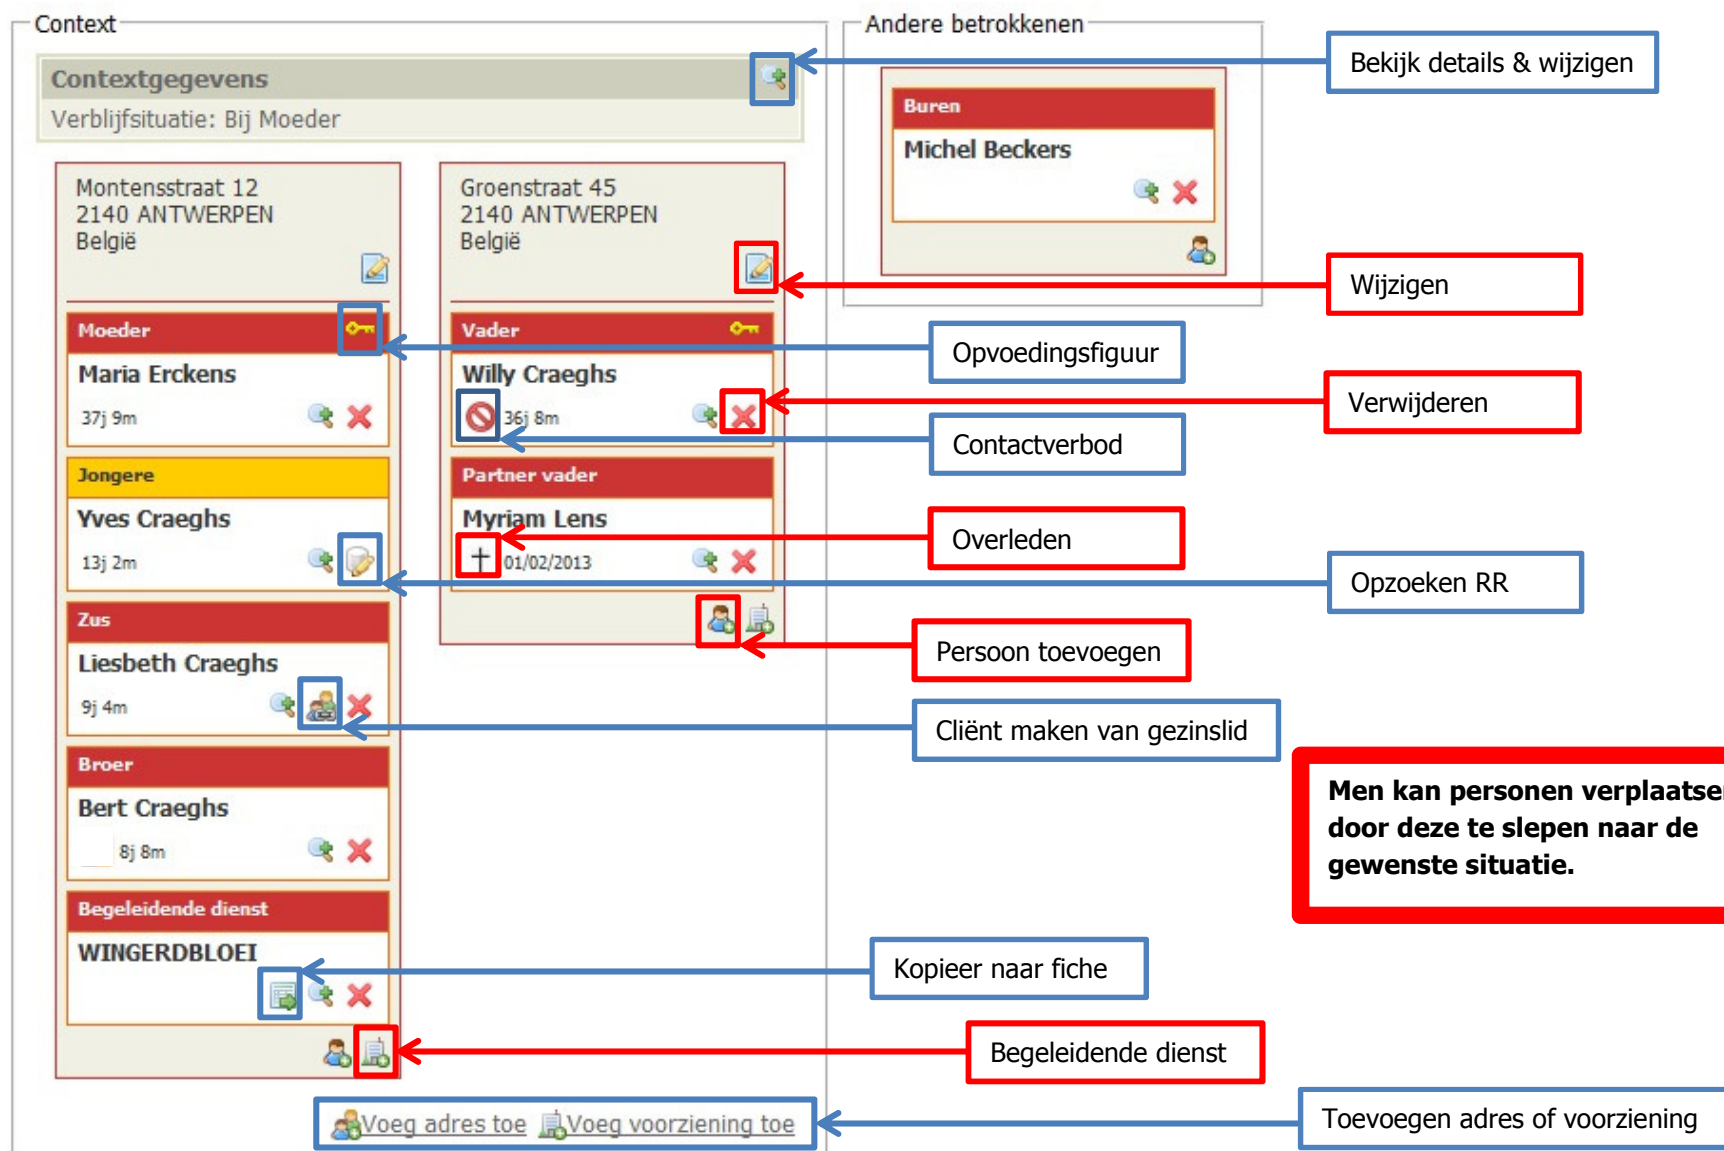 Context
Contextgegevens
Verblijfsituatie: Bij Moeder
Montensstraat 12
2140 ANTWERPEN
België
Moeder
Maria Erckens
37j 9m
Jongere
Yves Craeghs
13j 2m
Zus
Liesbeth Craeghs
9j 4m
Broer
Bert Craeghs
8j 8m
Begeleidende dienst
WINGERDBLOEI
Groenstraat 45
2140 ANTWERPEN
België
Vader
Willy Craeghs
36j 8m
Partner vader
Myriam Lens
01/02/2013
Voeg adres toe Voeg voorziening toe
Andere betrokkenen
Buren
Michel Beckers
Bekijk details & wijzigen
Wijzigen
Opvoedingsfiguur
Verwijderen
Contactverbod
Overleden
Opzoeken RR
Persoon toevoegen
Cliënt maken van gezinslid
Men kan personen verplaatsen
door deze te slepen naar de
gewenste situatie.
Kopieer naar fiche
Begeleidende dienst
Toevoegen adres of voorziening